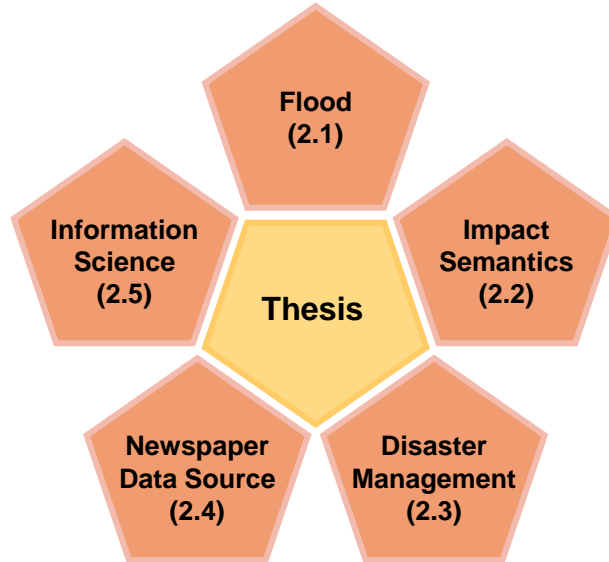 Flood
(2.1)
Impact
Semantics
(2.2)
Disaster
Management
(2.3)
Newspaper
Data Source
(2.4)
Information
Science
(2.5)
Thesis